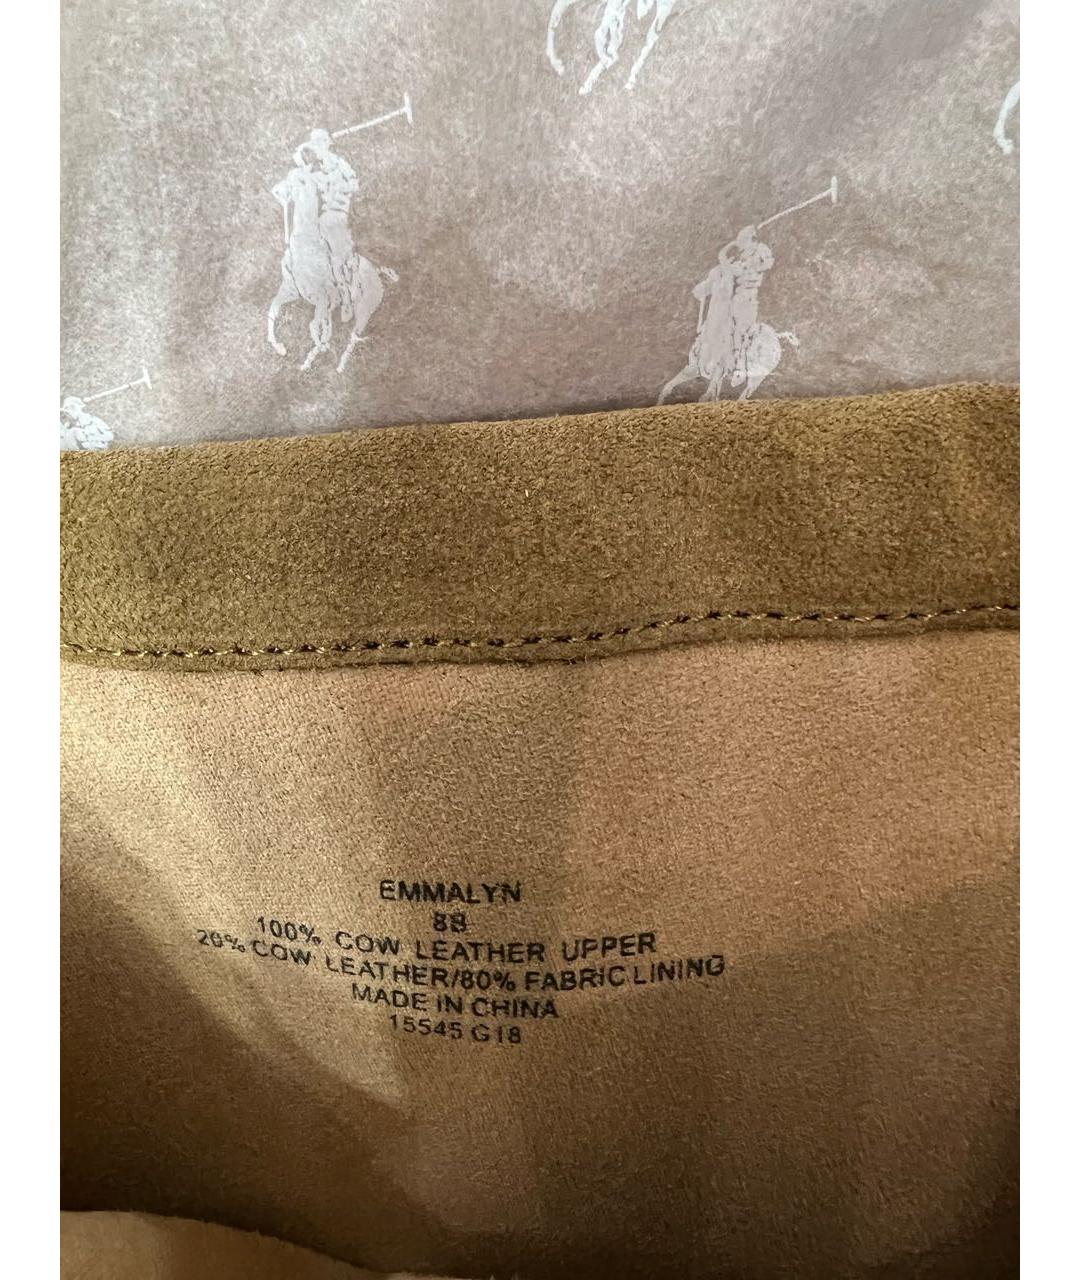 EMMALYN
8B
100% COW LEATHER UPPER
20% COW LEATHER/80% FABRIC LINING
MADE IN CHINA
15545 G18